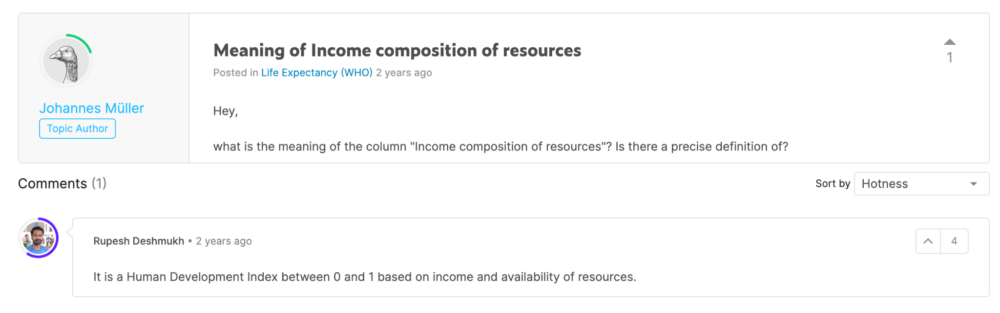 Johannes Müller
Topic Author
Meaning of Income composition of resources
Posted in Life Expectancy (WHO) 2 years ago
1
Hey,
what is the meaning of the column "Income composition of resources"? Is there a precise definition of?
Comments (1)
Sort by Hotness
Rupesh Deshmukh • 2 years ago
4
It is a Human Development Index between 0 and 1 based on income and availability of resources.